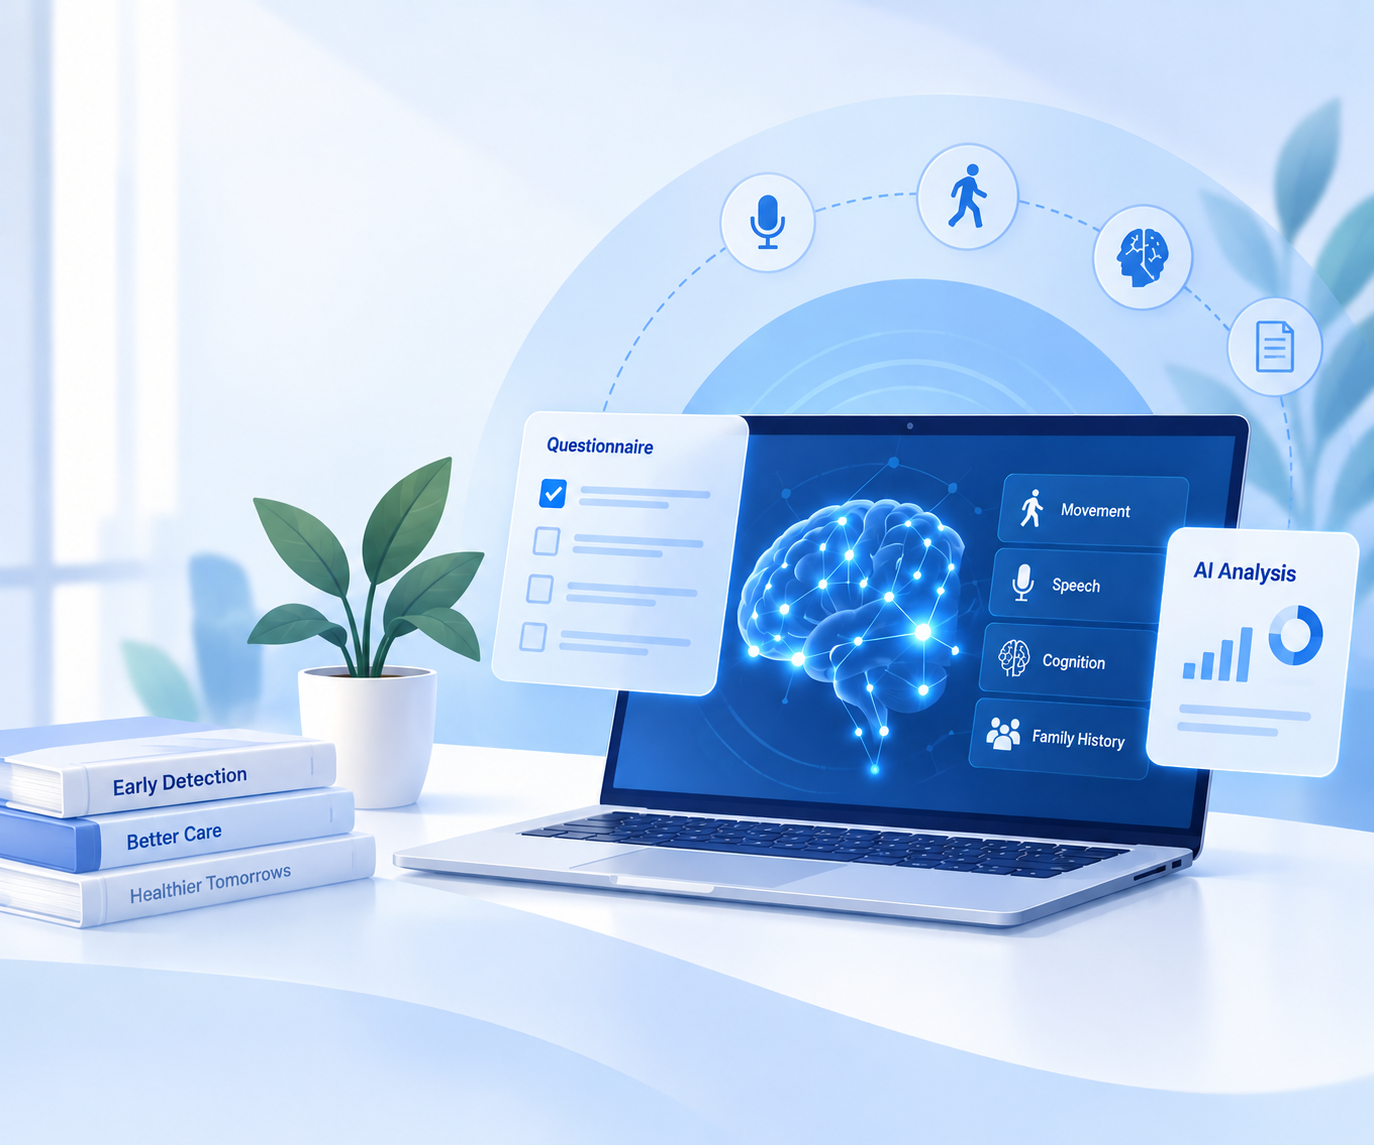 Questionnaire
Movement
Speech
Cognition
Family History
AI Analysis
Early Detection
Better Care
Healthier Tomorrows